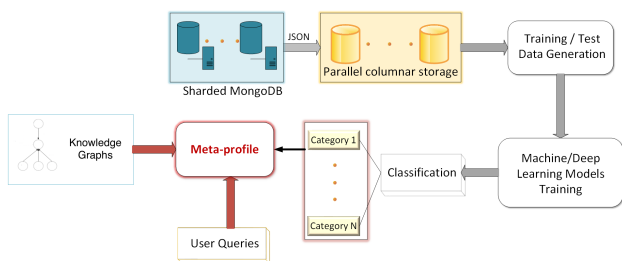 JSON
Sharded MongoDB
Parallel columnar storage
Training / Test
Data Generation
Knowledge
Graphs
Meta-profile
Category 1
Category N
Classification
Machine/Deep
Learning Models
Training
User Queries